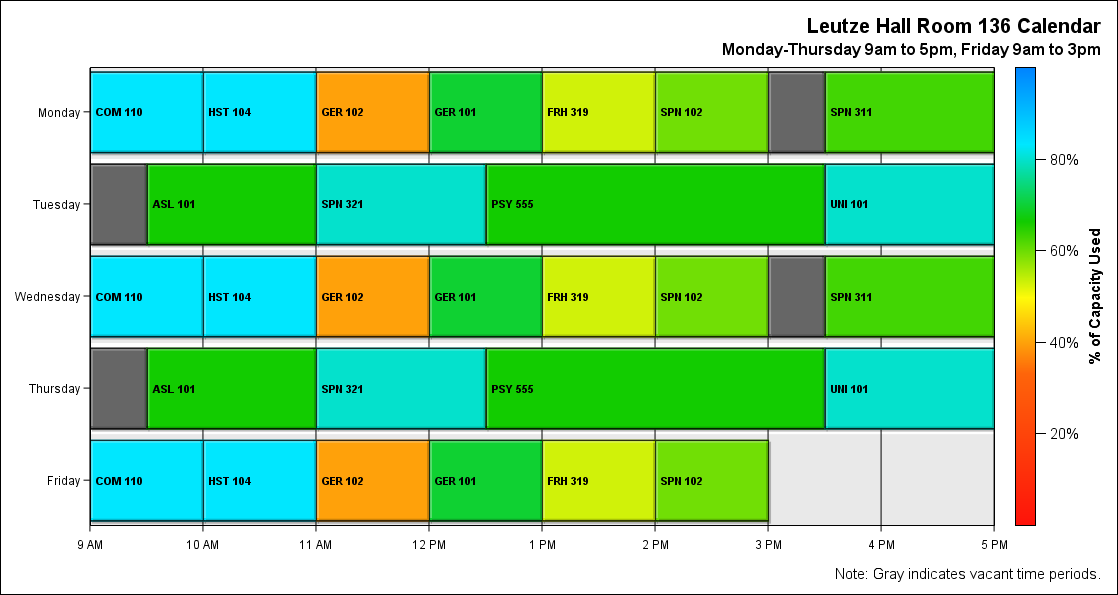 Leutze Hall Room 136 Calendar
Monday-Thursday 9am to 5pm, Friday 9am to 3pm
Monday
COM 110
HST 104
GER 102
GER 101
FRH 319
SPN 102
SPN 311
Tuesday
ASL 101
SPN 321
PSY 555
UNI 101
Wednesday
COM 110
HST 104
GER 102
GER 101
FRH 319
SPN 102
SPN 311
Thursday
ASL 101
SPN 321
PSY 555
UNI 101
Friday
COM 110
HST 104
GER 102
GER 101
FRH 319
SPN 102
9 AM
10 AM
11 AM
12 PM
1 PM
2 PM
3 PM
4 PM
5 PM
80%
60%
40%
20%
% of Capacity Used
Note: Gray indicates vacant time periods.